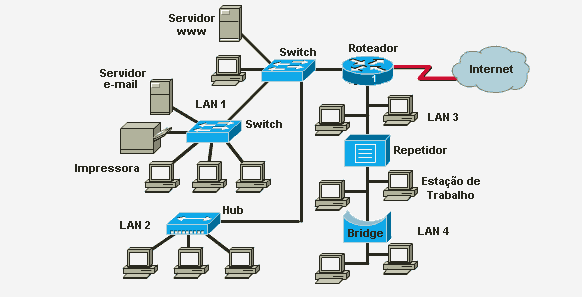 Servidor
www
Switch
Roteador
1
Internet
Servidor
e-mail
LAN 1
Switch
LAN 3
Impressora
Repetidor
Estação de
Trabalho
Hub
LAN 2
Bridge
LAN 4